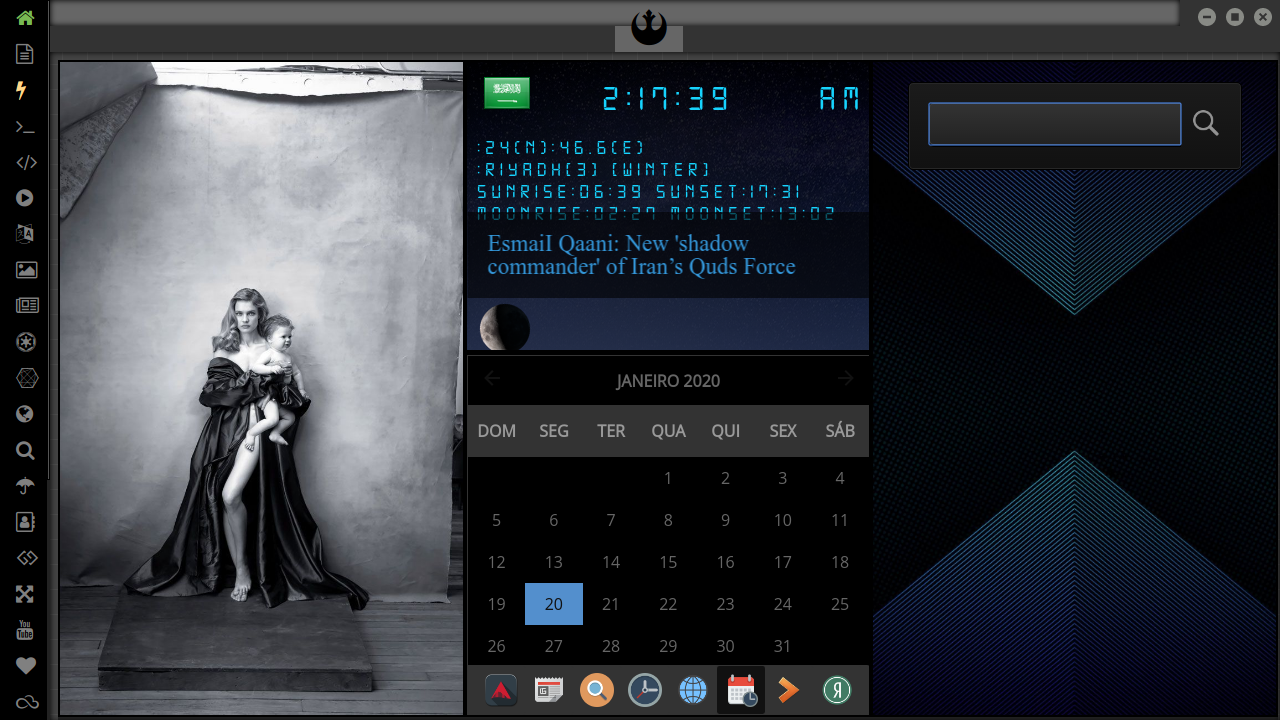 2:17:39 AM
:24(N):46.6(E)
:RIYADH(3) (WINTER)
SUNRISE:06:39 SUNSET:17:31
MOONRISE:02:27 MOONSET:13:02
Esmail Qaani: New 'shadow
commander' of Iran’s Quds Force
JANEIRO 2020
DOM SEG TER QUA QUI SEX SÁB
1 2 3 4
5 6 7 8 9 10 11
12 13 14 15 16 17 18
19 20 21 22 23 24 25
26 27 28 29 30 31
You
Tube
Я